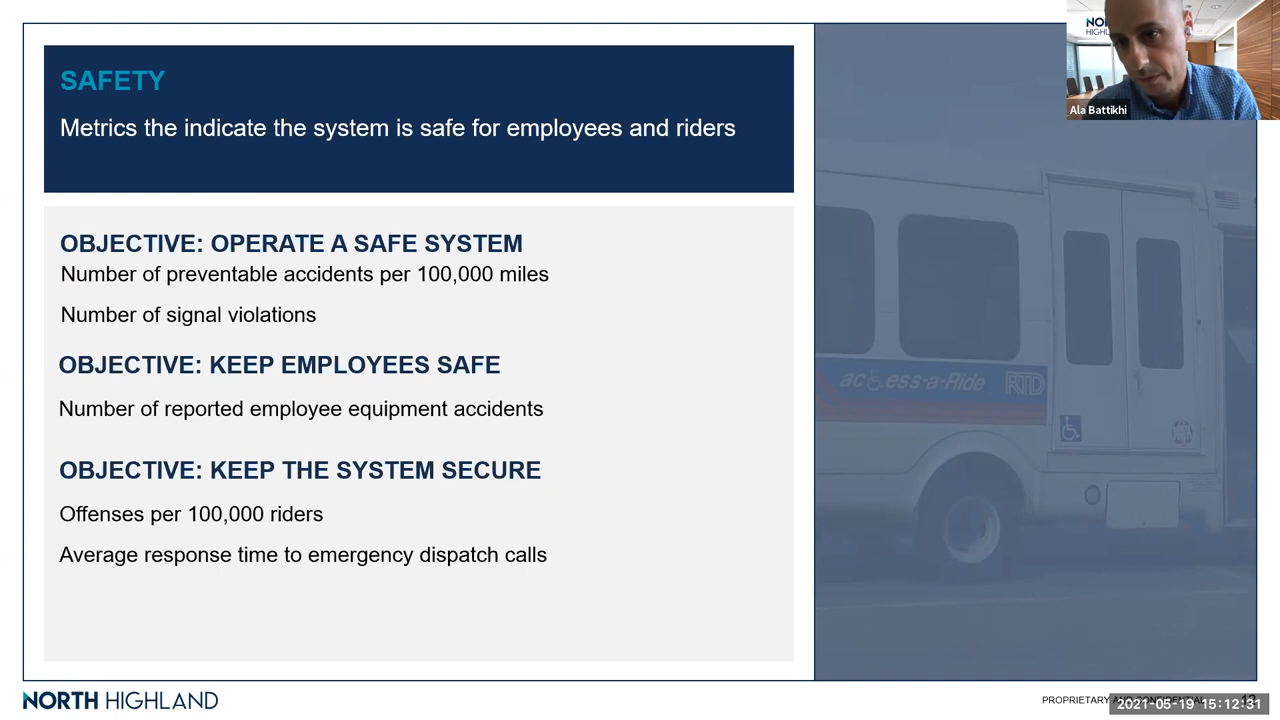 SAFETY
Metrics the indicate the system is safe for employees and riders
OBJECTIVE: OPERATE A SAFE SYSTEM
Number of preventable accidents per 100,000 miles
Number of signal violations
OBJECTIVE: KEEP EMPLOYEES SAFE
Number of reported employee equipment accidents
OBJECTIVE: KEEP THE SYSTEM SECURE
Offenses per 100,000 riders
Average response time to emergency dispatch calls
Ala Battikhi
access-a-Ride RTD
NORTH HIGHLAND
PROPRIETARY AND CONFIDENTIAL
2021-05-19 15:12:31